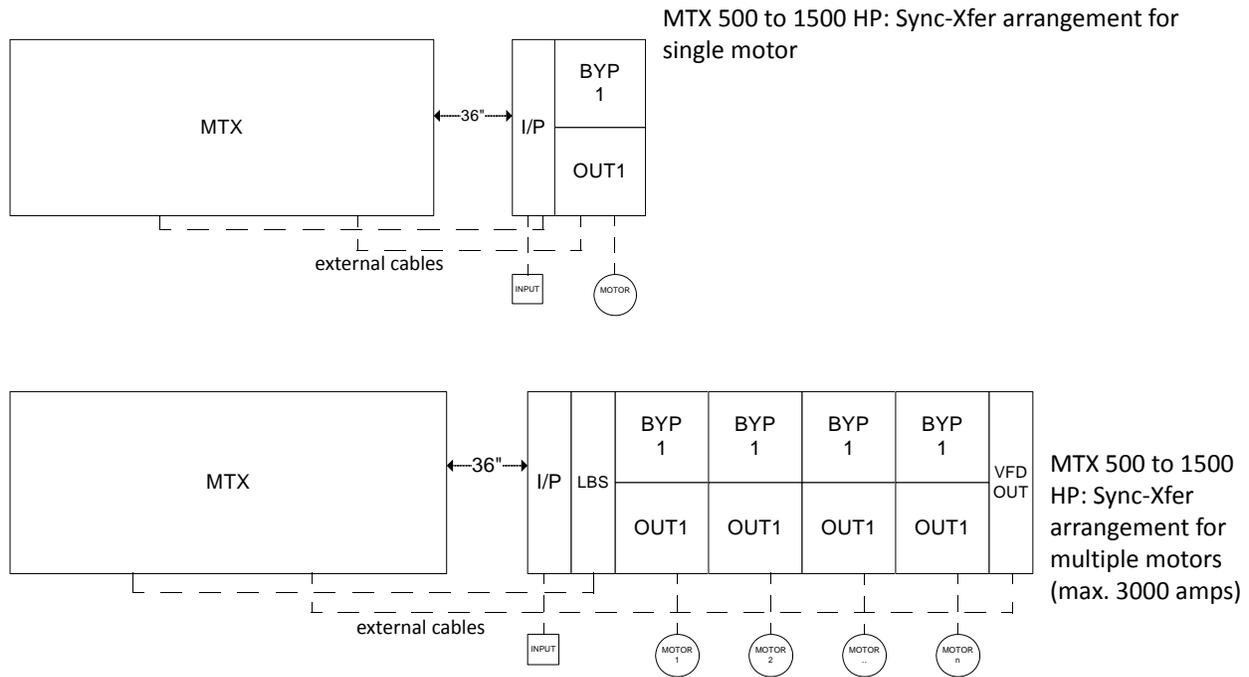 MTX 500 to 1500 HP: Sync-Xfer arrangement for
single motor
MTX
36"
I/P
BYP
1
OUT1
external cables
INPUT
MOTOR
MTX
36"
I/P
LBS
BYP
1
BYP
1
BYP
1
BYP
1
OUT1
OUT1
OUT1
OUT1
VFD
OUT
MTX 500 to 1500
HP: Sync-Xfer
arrangement for
multiple motors
(max. 3000 amps)
external cables
INPUT
MOTOR
1
MOTOR
2
MOTOR
..
MOTOR
n